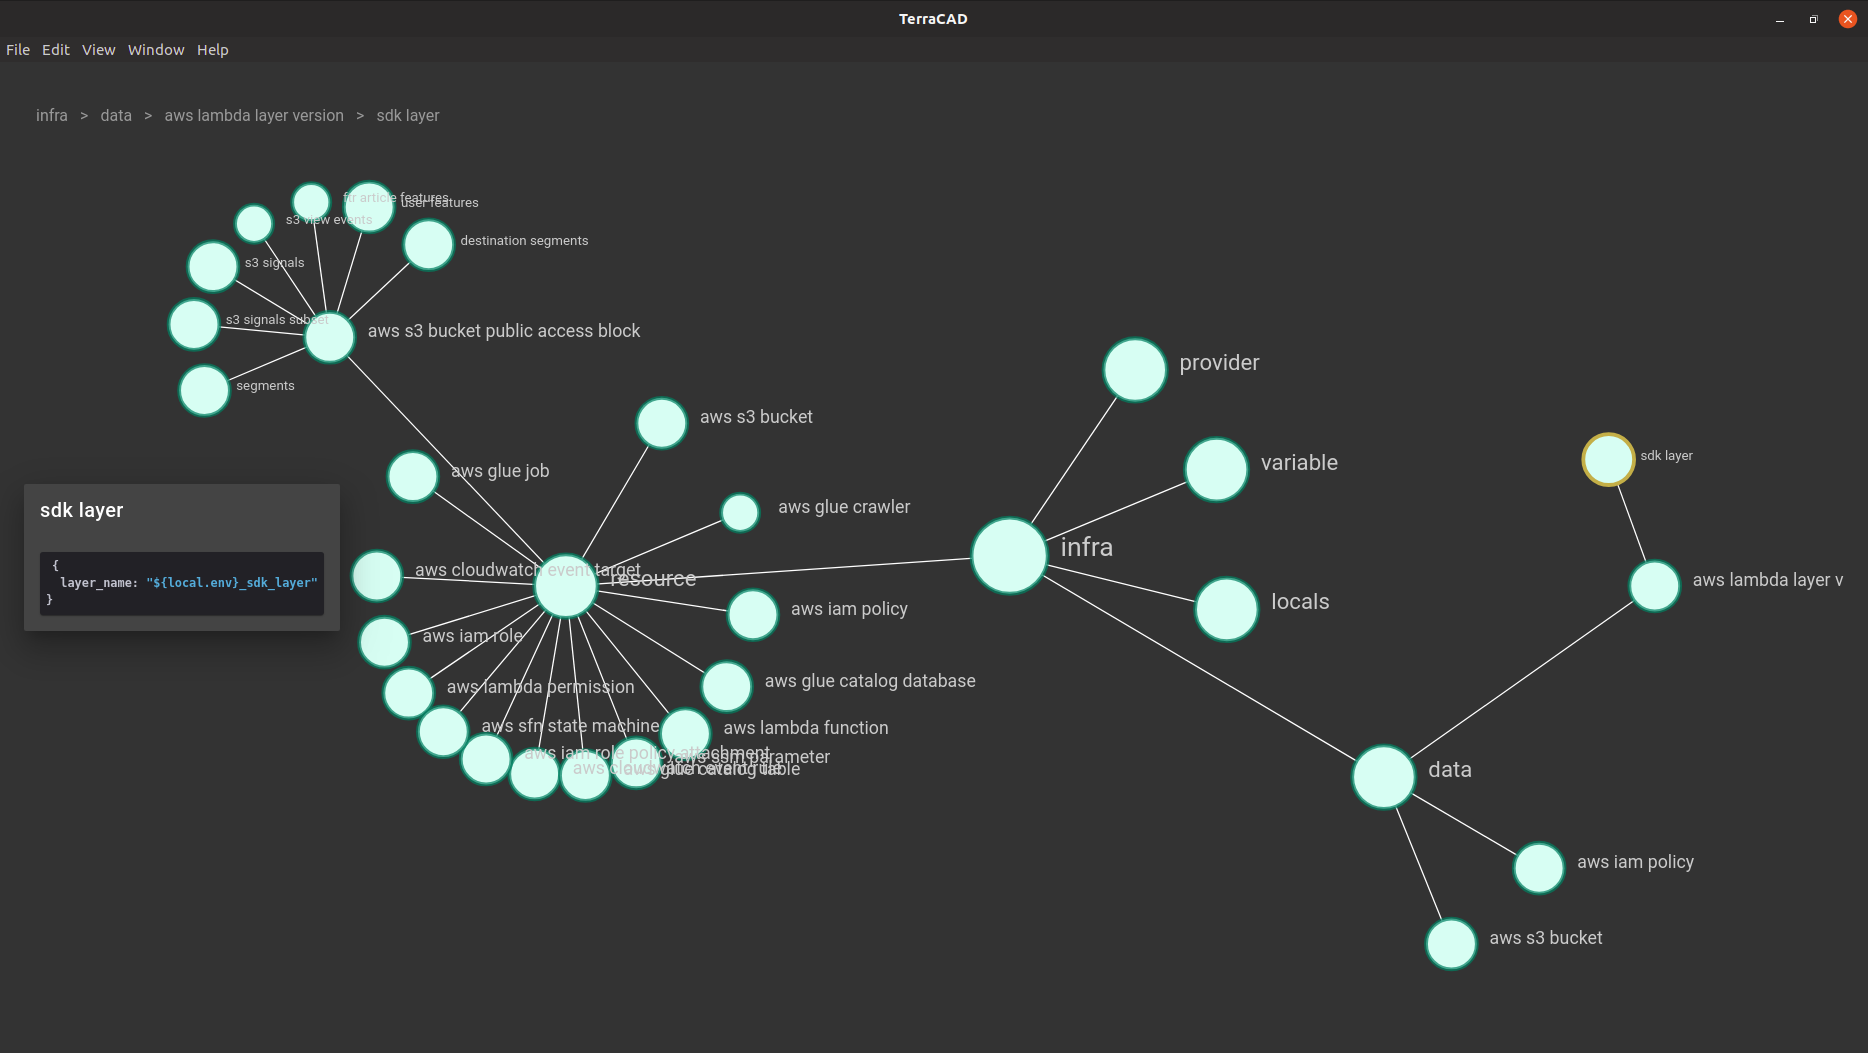 TerraCAD
File Edit View Window Help
infra > data > aws lambda layer version > sdk layer
ftr article features
user features
s3 view events
destination segments
s3 signals
s3 signals subset
aws s3 bucket public access block
segments
provider
aws s3 bucket
variable
sdk layer
aws glue job
aws glue crawler
sdk layer
{
layer_name: "${local.env}_sdk_layer"
}
infra
aws cloudwatch event target
resource
aws lambda layer v
locals
aws iam policy
aws iam role
aws glue catalog database
aws lambda permission
aws sfn state machine
aws lambda function
aws iam role policy attachment
aws ssm parameter
aws cloudwatch event rule
aws glue catalog table
data
aws iam policy
aws s3 bucket